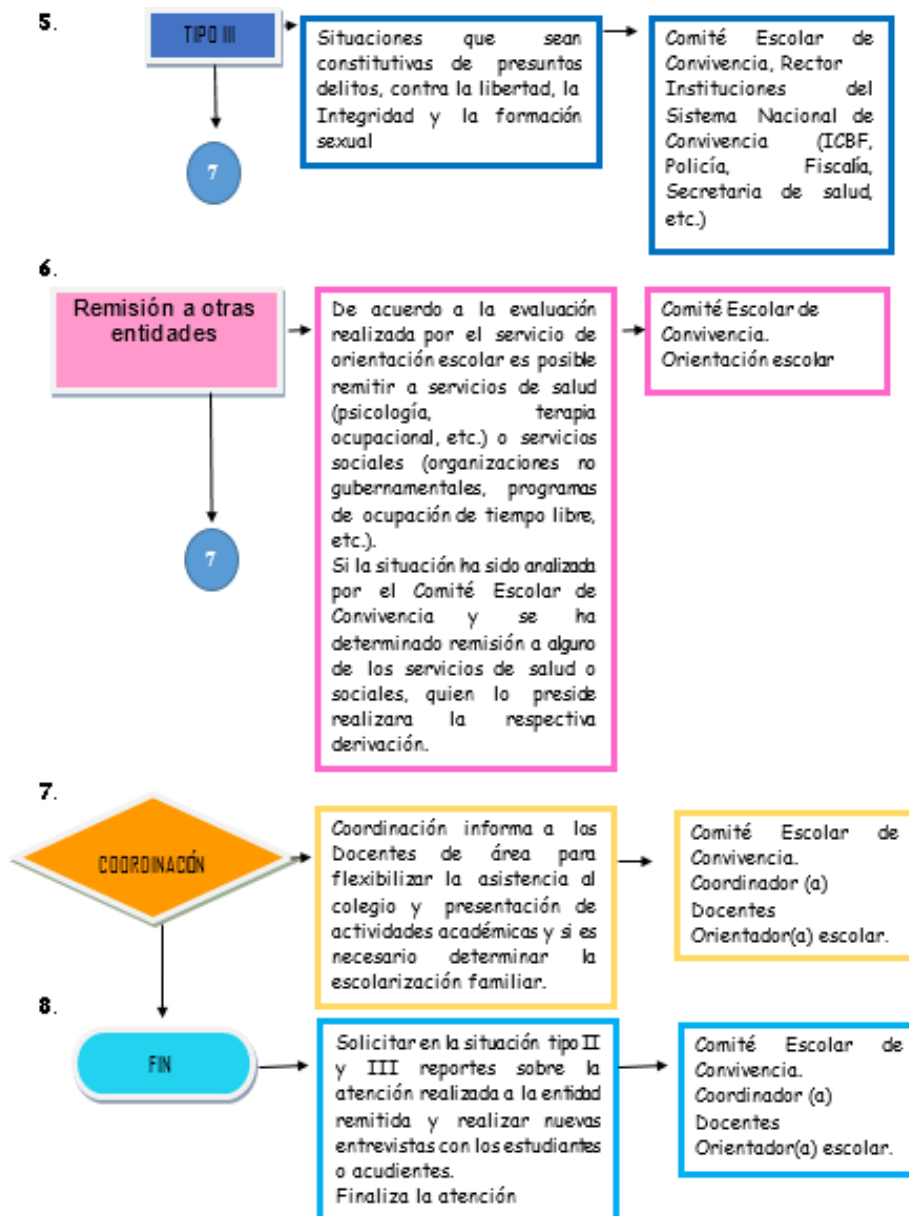 5.
TIPO III
Situaciones que sean
constitutivas de presuntos
delitos, contra la libertad, la
Integridad y la formación
sexual
Comité Escolar de
Convivencia, Rector
Instituciones del
Sistema Nacional de
Convivencia (ICBF,
Policía, Fiscalía,
Secretaria de salud,
etc.)
7
6.
Remisión a otras
entidades
De acuerdo a la evaluación
realizada por el servicio de
orientación escolar es posible
remitir a servicios de salud
(psicología, terapia
ocupacional, etc.) o servicios
sociales (organizaciones no
gubernamentales, programas
de ocupación de tiempo libre,
etc.).
Si la situación ha sido analizada
por el Comité Escolar de
Convivencia y se ha
determinado remisión a alguno
de los servicios de salud o
sociales, quien lo preside
realizara la respectiva
derivación.
Comité Escolar de
Convivencia.
Orientación escolar
7
7.
COORDINACÓN
Coordinación informa a los
Docentes de área para
flexibilizar la asistencia al
colegio y presentación de
actividades académicas y si es
necesario determinar la
escolarización familiar.
Comité Escolar de
Convivencia.
Coordinador (a)
Docentes
Orientador(a) escolar.
8.
FIN
Solicitar en la situación tipo II
y III reportes sobre la
atención realizada a la entidad
remitida y realizar nuevas
entrevistas con los estudiantes
o acudientes.
Finaliza la atención
Comité Escolar de
Convivencia.
Coordinador (a)
Docentes
Orientador(a) escolar.